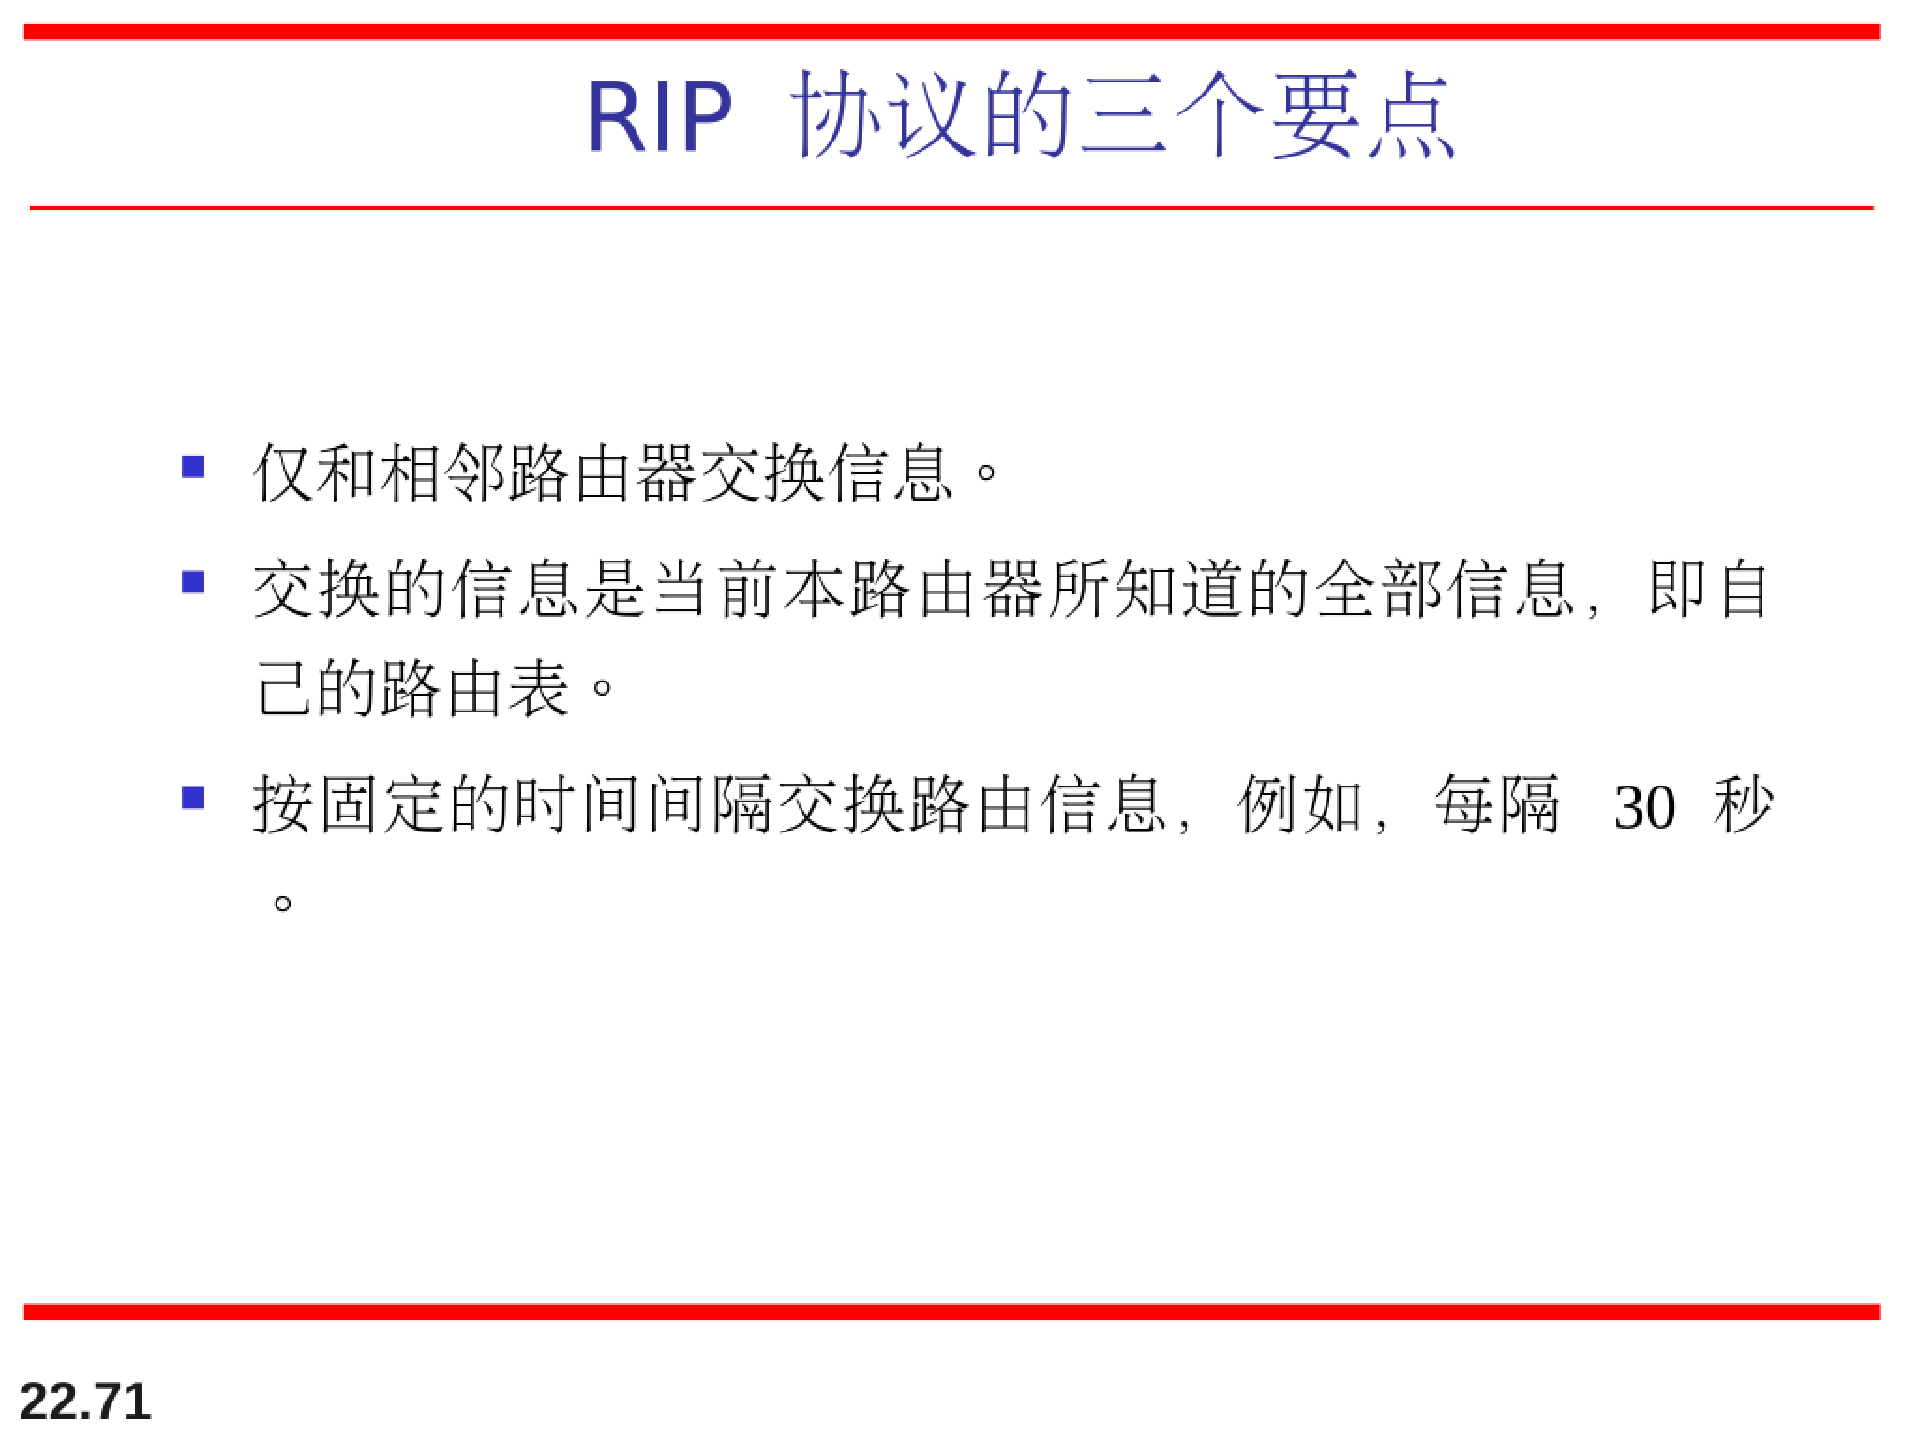 RIP 协议的三个要点
仅和相邻路由器交换信息。
交换的信息是当前本路由器所知道的全部信息，即自
己的路由表。
按固定的时间间隔交换路由信息，例如，每隔 30 秒
。
22.71